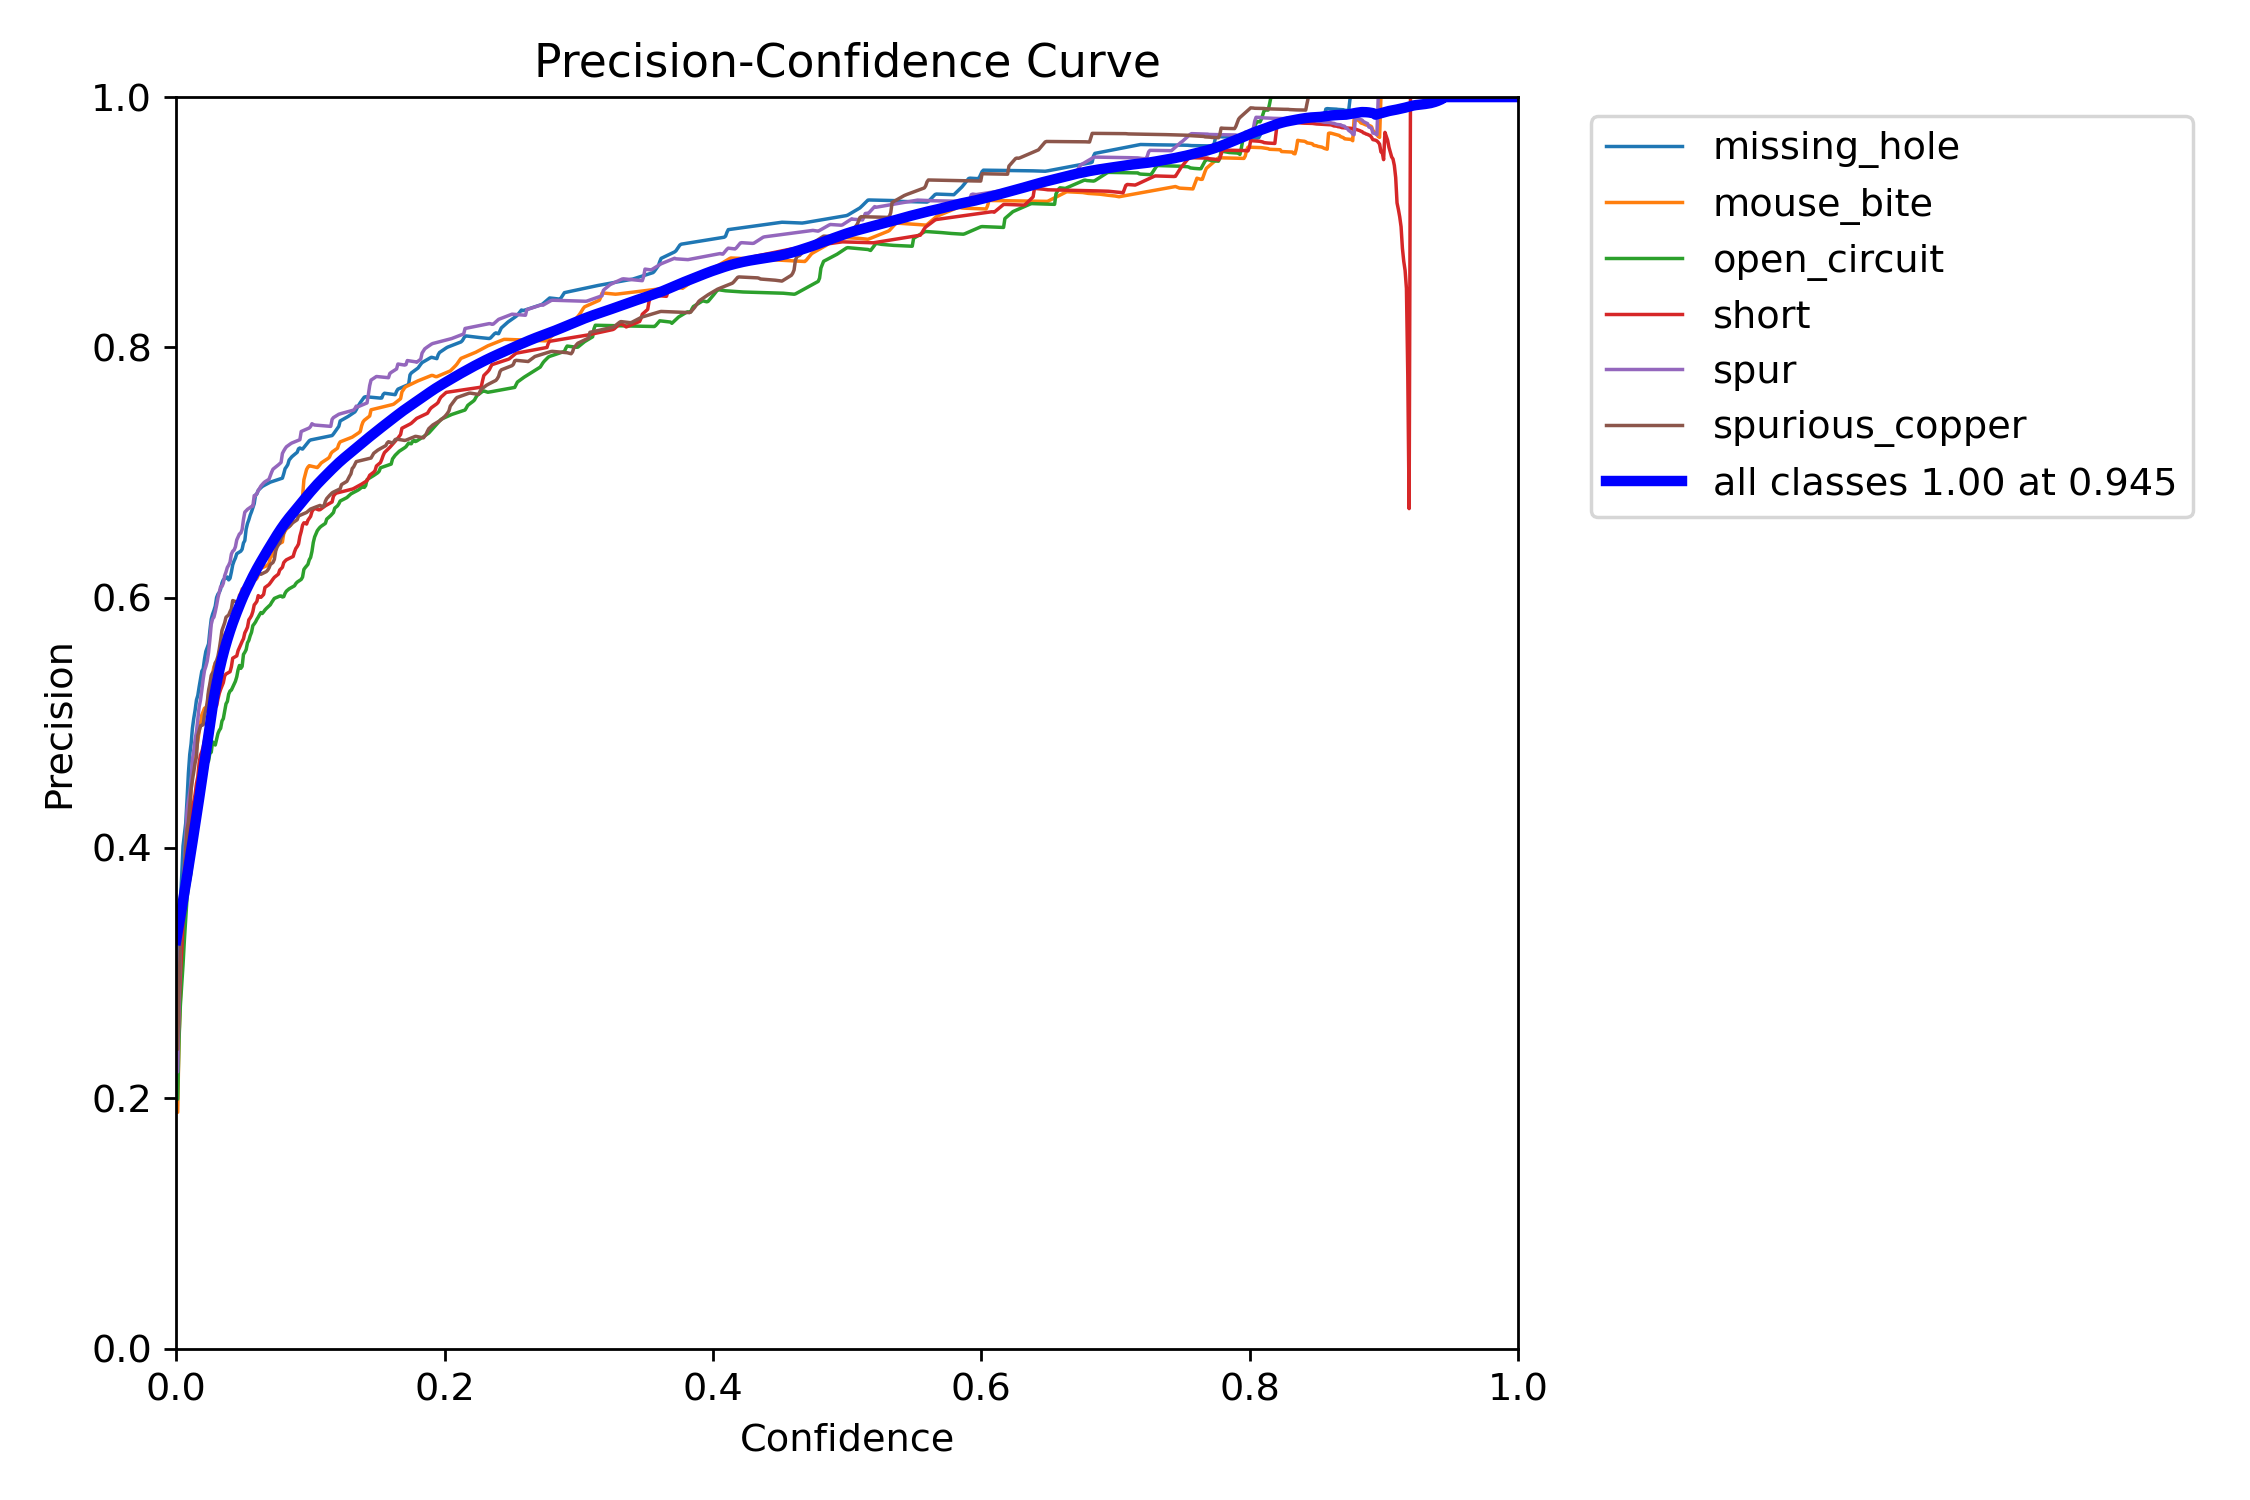 Precision-Confidence Curve
1.0
0.8
0.6
0.4
0.2
0.0
Precision
0.0 0.2 0.4 0.6 0.8 1.0
Confidence
missing_hole
mouse_bite
open_circuit
short
spur
spurious_copper
all classes 1.00 at 0.945